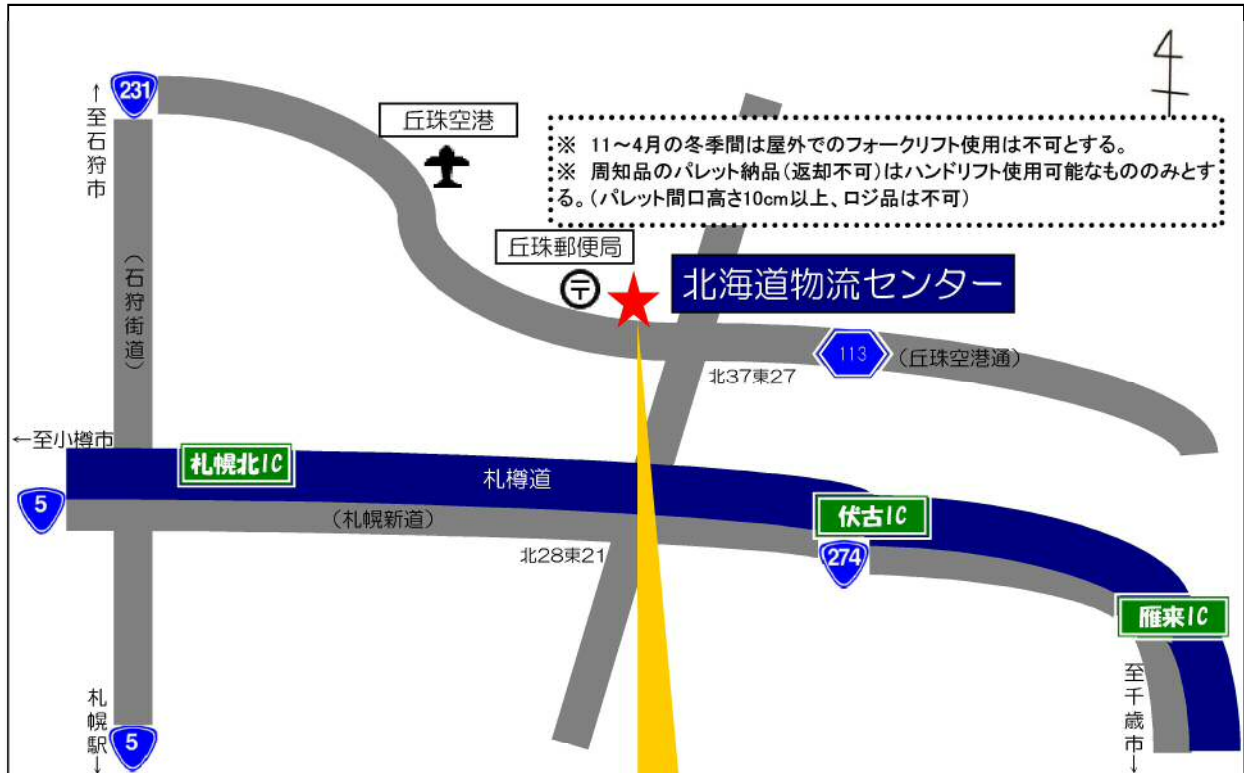 231
↑至石狩市
丘珠空港
※ 11～4月の冬季間は屋外でのフォークリフト使用は不可とする。
※ 周知品のパレット納品(返却不可)はハンドリフト使用可能なもののみとす
る。(パレット間口高さ10cm以上、ロジ品は不可)
丘珠郵便局
〒
北海道物流センター
(石狩街道)
113
(丘珠空港通)
北37東27
←至小樽市
札幌北IC
札樽道
5
(札幌新道)
伏古IC
北28東21
274
雁来IC
札幌駅↓
5
至千歳市↓